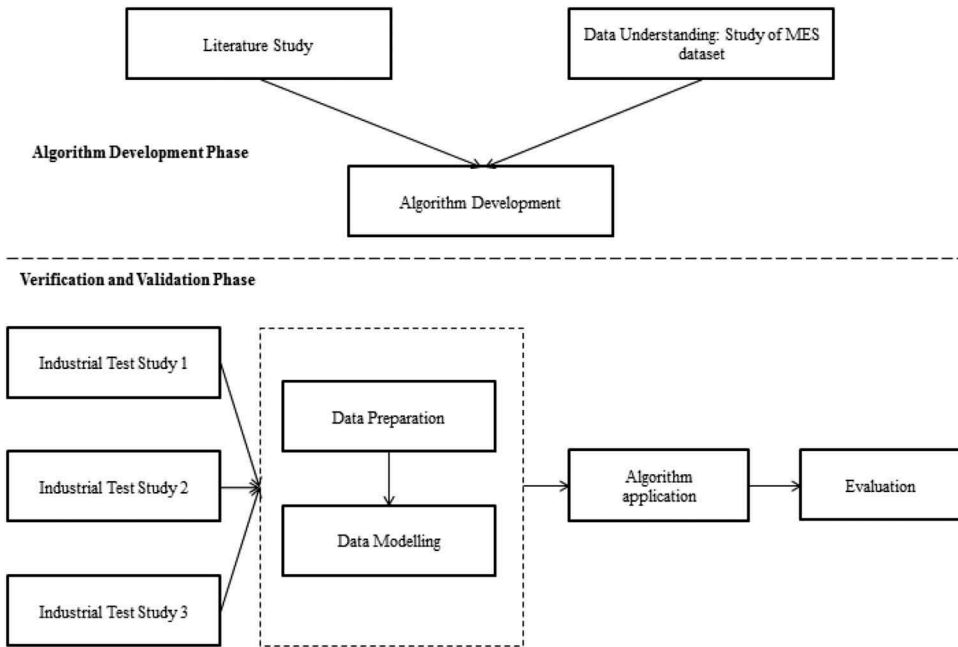 Literature Study
Data Understanding: Study of MES
dataset
Algorithm Development Phase
Algorithm Development
Verification and Validation Phase
Industrial Test Study 1
Industrial Test Study 2
Industrial Test Study 3
Data Preparation
Data Modelling
Algorithm
application
Evaluation